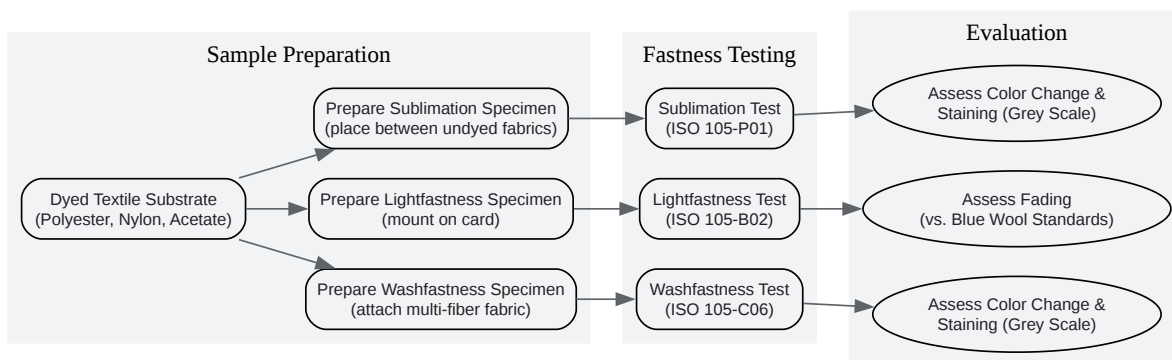 Sample Preparation
Fastness Testing
Evaluation
Dyed Textile Substrate
(Polyester, Nylon, Acetate)
Prepare Sublimation Specimen
(place between undyed fabrics)
Sublimation Test
(ISO 105-P01)
Assess Color Change &
Staining (Grey Scale)
Prepare Lightfastness Specimen
(mount on card)
Lightfastness Test
(ISO 105-B02)
Assess Fading
(vs. Blue Wool Standards)
Prepare Washfastness Specimen
(attach multi-fiber fabric)
Washfastness Test
(ISO 105-C06)
Assess Color Change &
Staining (Grey Scale)